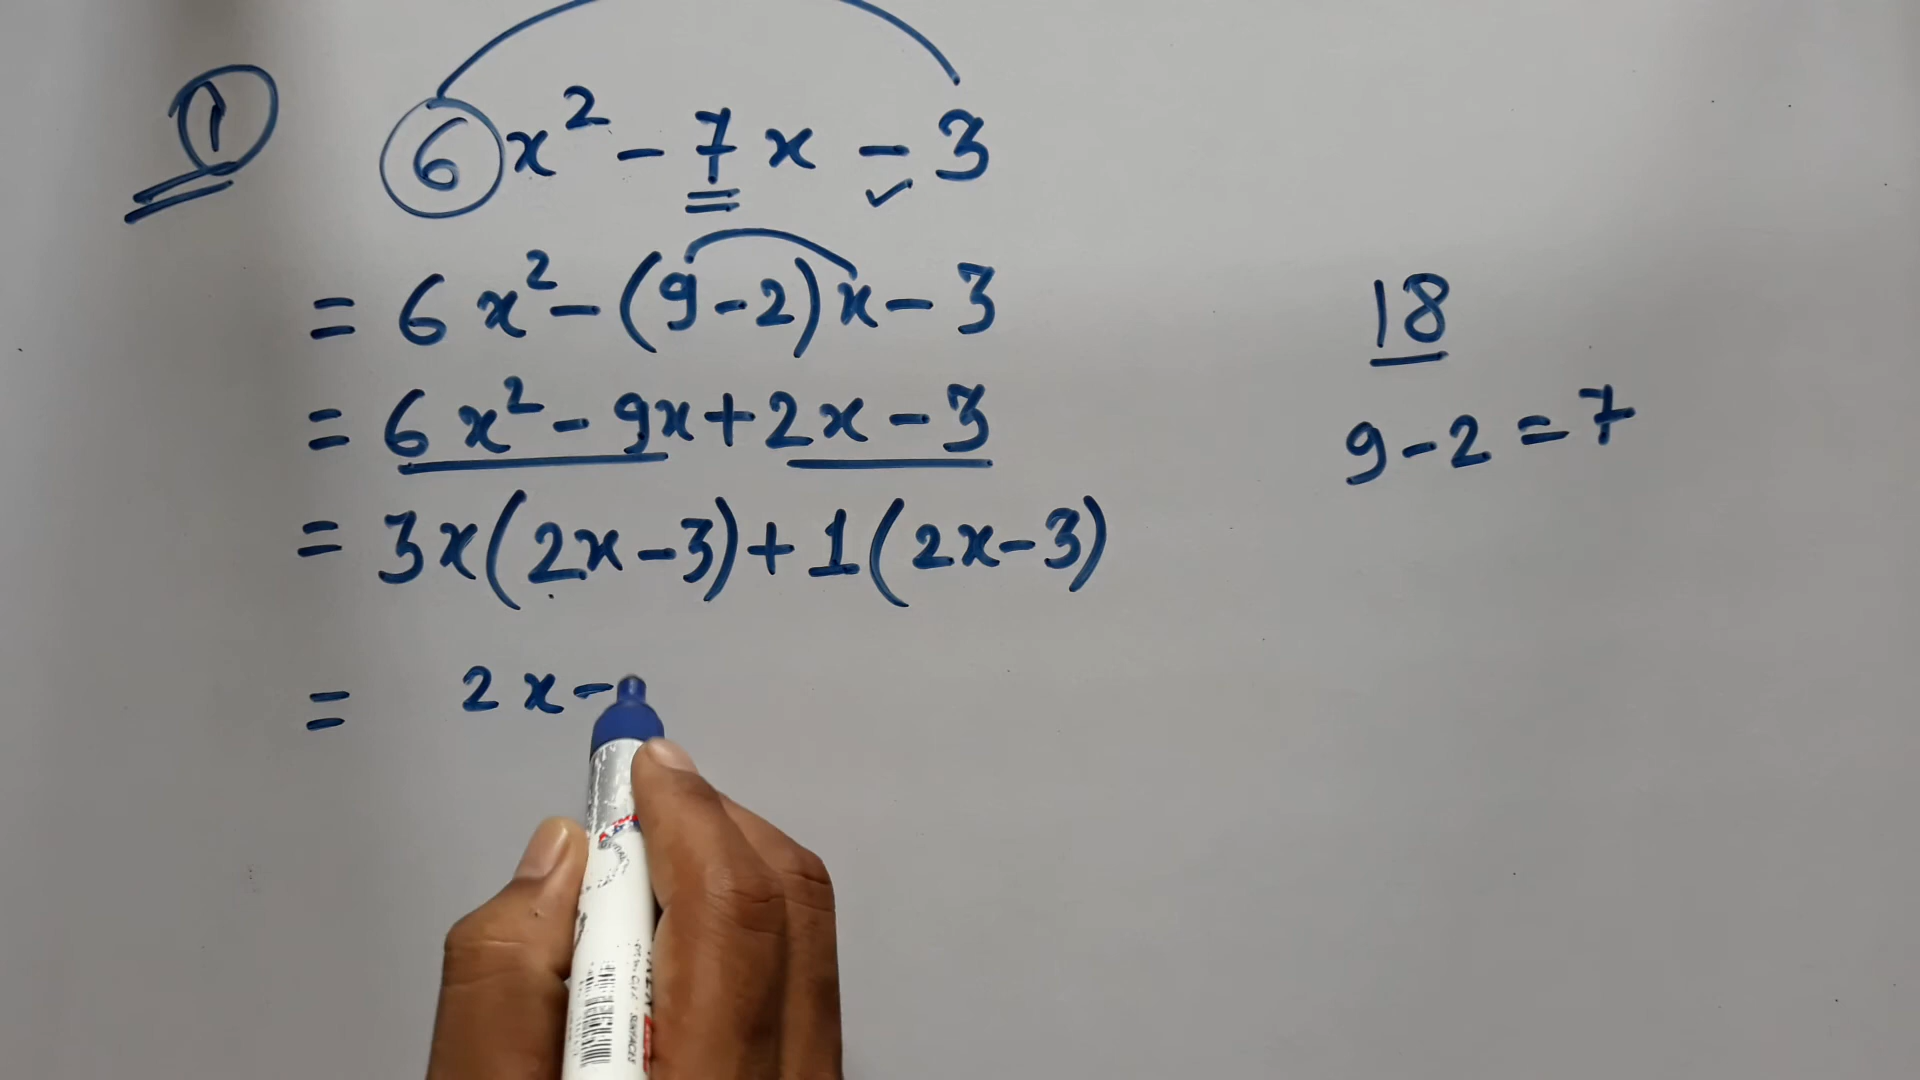 ① 6x² - 7x - 3
= 6x² - (9-2)x - 3
= 6x² - 9x + 2x - 3
= 3x(2x-3)+1(2x-3)
= 2x-
18
9-2=7